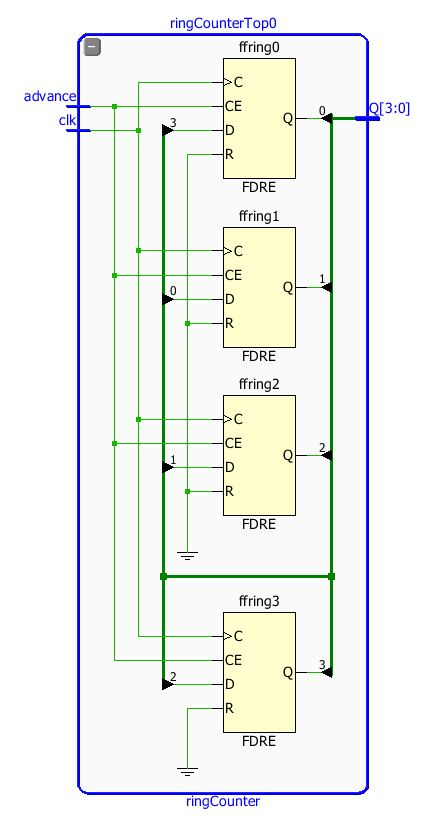 ringCounterTop0
ffring0
advance
clk
C
CE
D
R
Q
3
0
Q[3:0]
FDRE
ffring1
C
CE
D
R
Q
0
1
FDRE
ffring2
C
CE
D
R
Q
1
2
FDRE
ffring3
C
CE
D
R
Q
2
3
FDRE
ringCounter